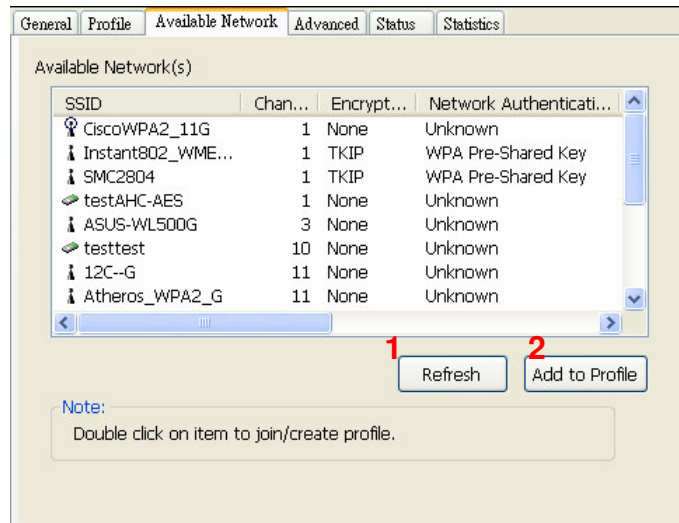 General Profile Available Network Advanced Status Statistics
Available Network(s)
SSID Chan... Encrypt... Network Authenticati...
CiscoWPA2_11G 1 None Unknown
Instant802_WME... 1 TKIP WPA Pre-Shared Key
SMC2804 1 TKIP WPA Pre-Shared Key
testAHC-AES 1 None Unknown
ASUS-WL500G 3 None Unknown
testtest 10 None Unknown
12C--G 11 None Unknown
Atheros_WPA2_G 11 None Unknown
1 2
Refresh Add to Profile
Note:
Double click on item to join/create profile.